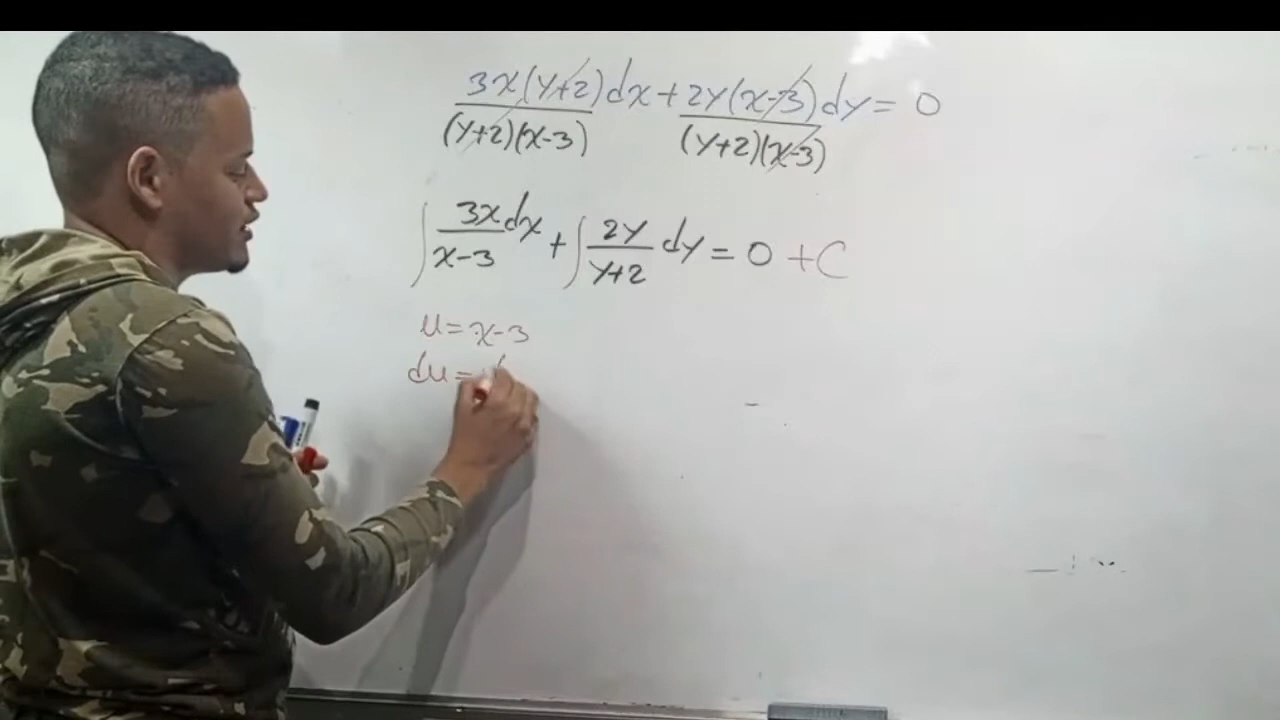 3x(y+2)dx + 2y(x-3)dy = 0
(y+2)(x-3) (y+2)(x-3)
∫ 3x dx + ∫ 2y dy = 0 + C
x-3 y+2
u = x-3
du = d